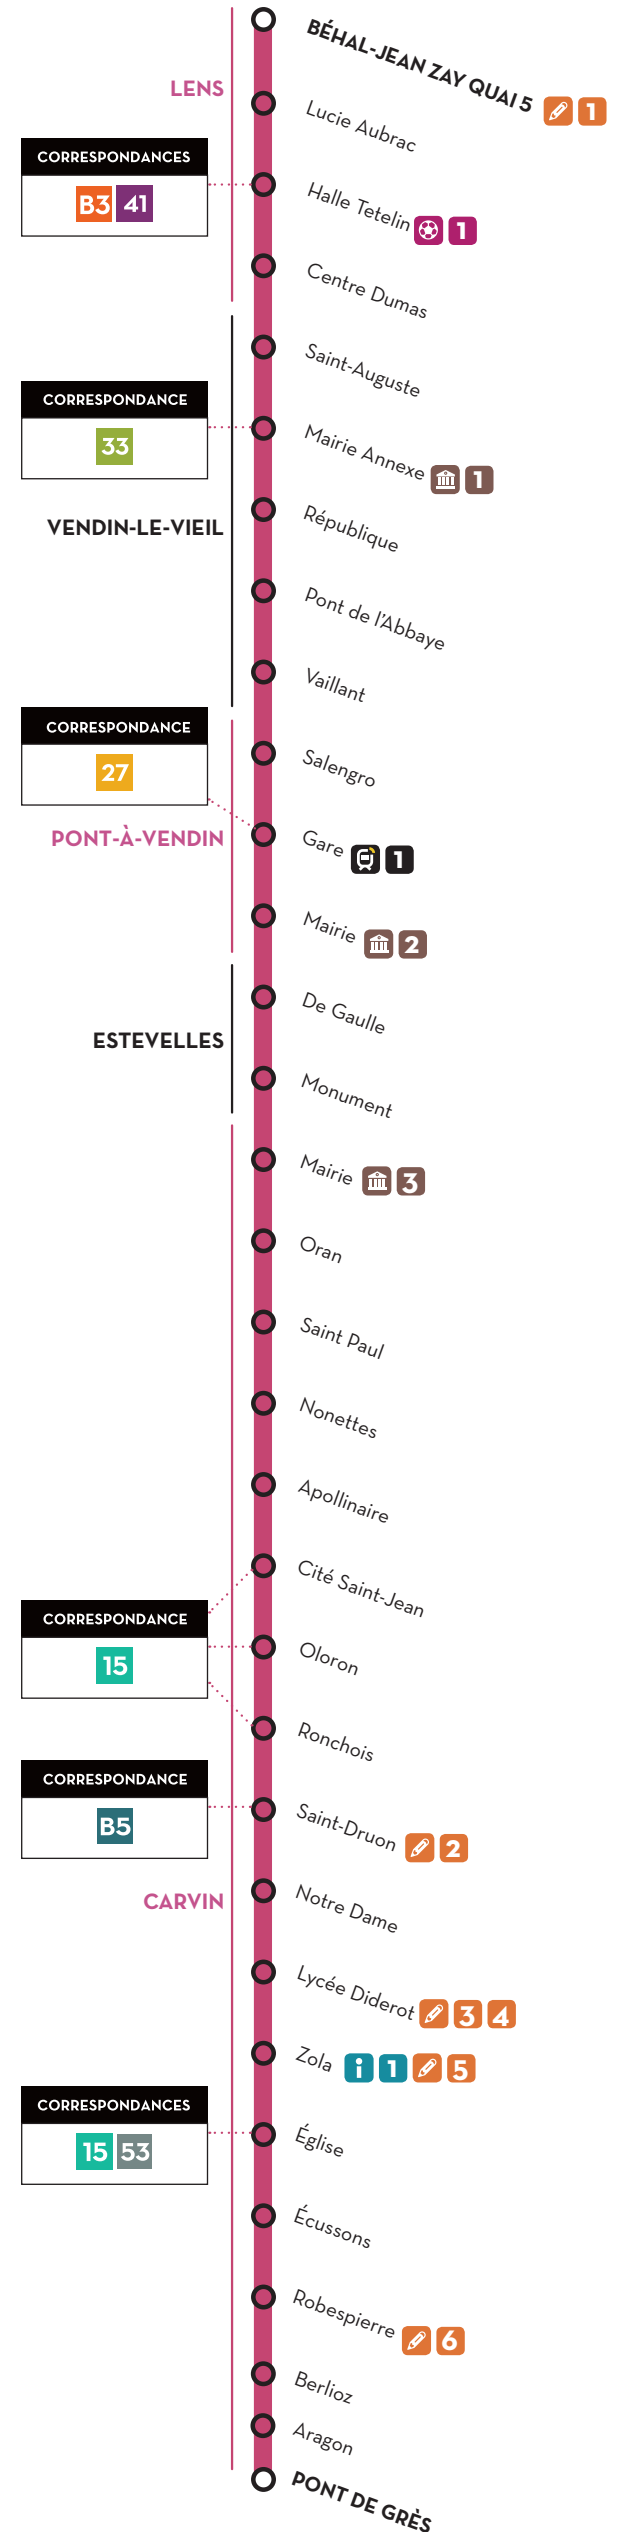 BÉHAL-JEAN ZAY QUAI 5 1
LENS
Lucie Aubrac
CORRESPONDANCES
B3 41
Halle Tetelin 1
Centre Dumas
Saint-Auguste
CORRESPONDANCE
33
Mairie Annexe 1
VENDIN-LE-VIEIL
République
Pont de l'Abbaye
Vaillant
CORRESPONDANCE
27
Salengro
PONT-À-VENDIN
Gare 1
Mairie 2
De Gaulle
ESTEVELLES
Monument
Mairie 3
Oran
Saint Paul
Nonettes
Apollinaire
Cité Saint-Jean
CORRESPONDANCE
15
Oloron
Ronchois
CORRESPONDANCE
B5
Saint-Druon 2
CARVIN
Notre Dame
Lycée Diderot 3 4
Zola i 1 5
CORRESPONDANCES
15 53
Église
Écussons
Robespierre 6
Berlioz
Aragon
PONT DE GRÈS